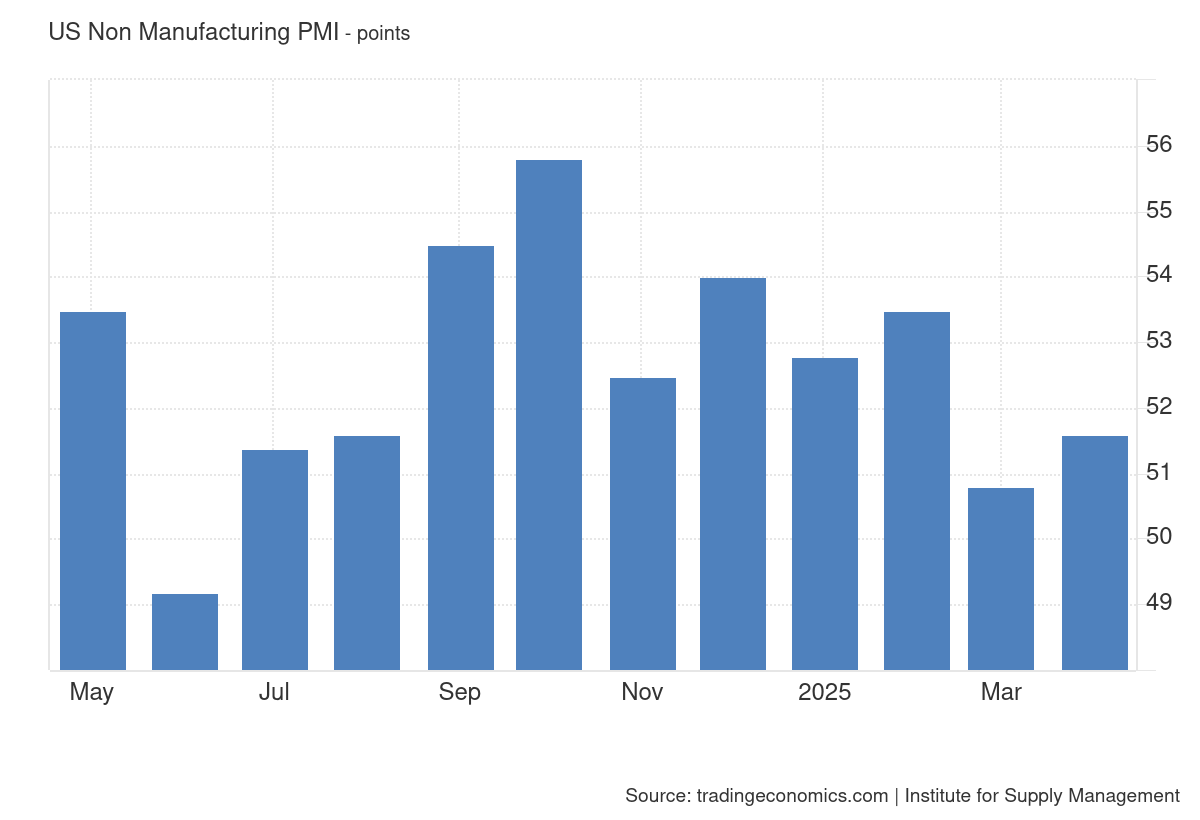 US Non Manufacturing PMI - points
56
55
54
53
52
51
50
49
May Jul Sep Nov 2025 Mar
Source: tradingeconomics.com | Institute for Supply Management